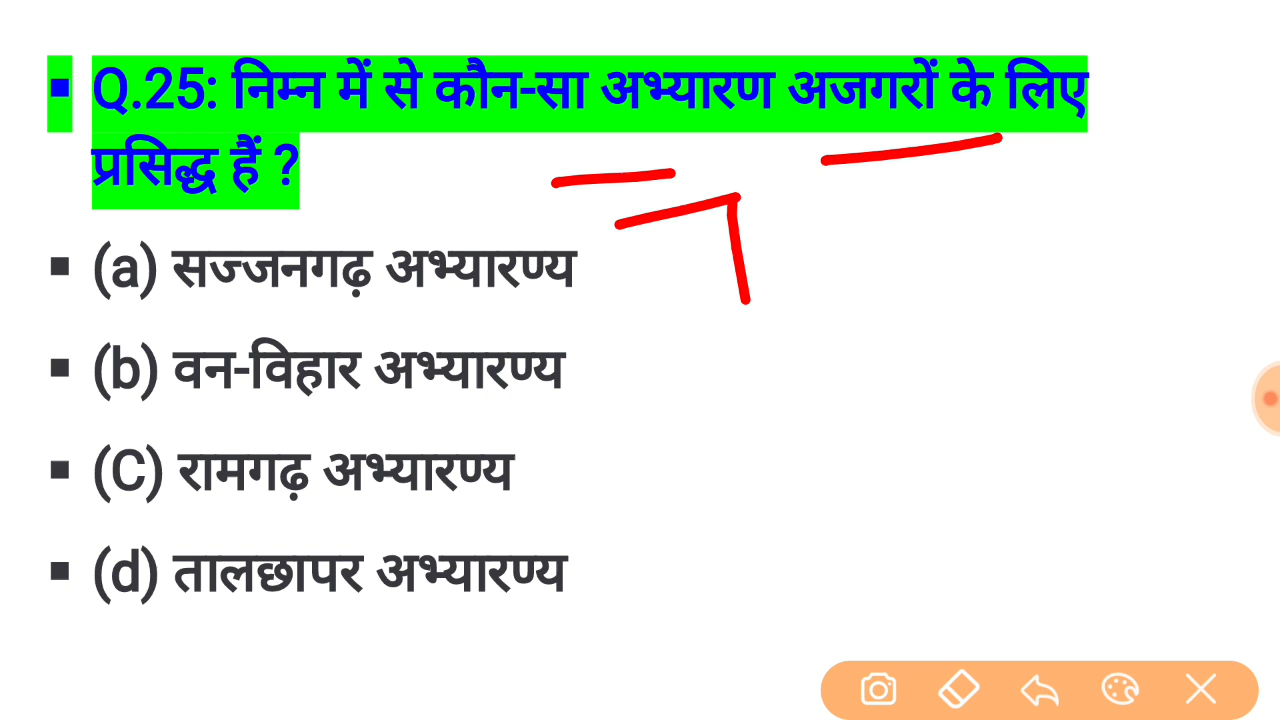 ▪ Q.25: निम्न में से कौन-सा अभ्यारण अजगरों के लिए
प्रसिद्ध हैं ?
▪ (a) सज्जनगढ़ अभ्यारण्य
▪ (b) वन-विहार अभ्यारण्य
▪ (C) रामगढ़ अभ्यारण्य
▪ (d) तालछापर अभ्यारण्य